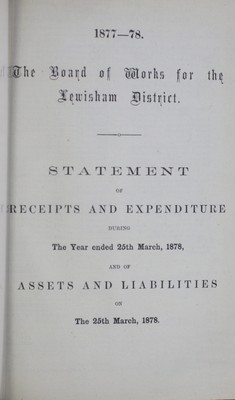 1877—78.
The Board of Works for the
Lewisham District.
STATEMENT
OF
RECEIPTS AND EXPENDITURE
DURING
The Year ended 25th March, 1878,
AND OF
ASSETS AND LIABILITIES
ON
The 25th March, 1878.